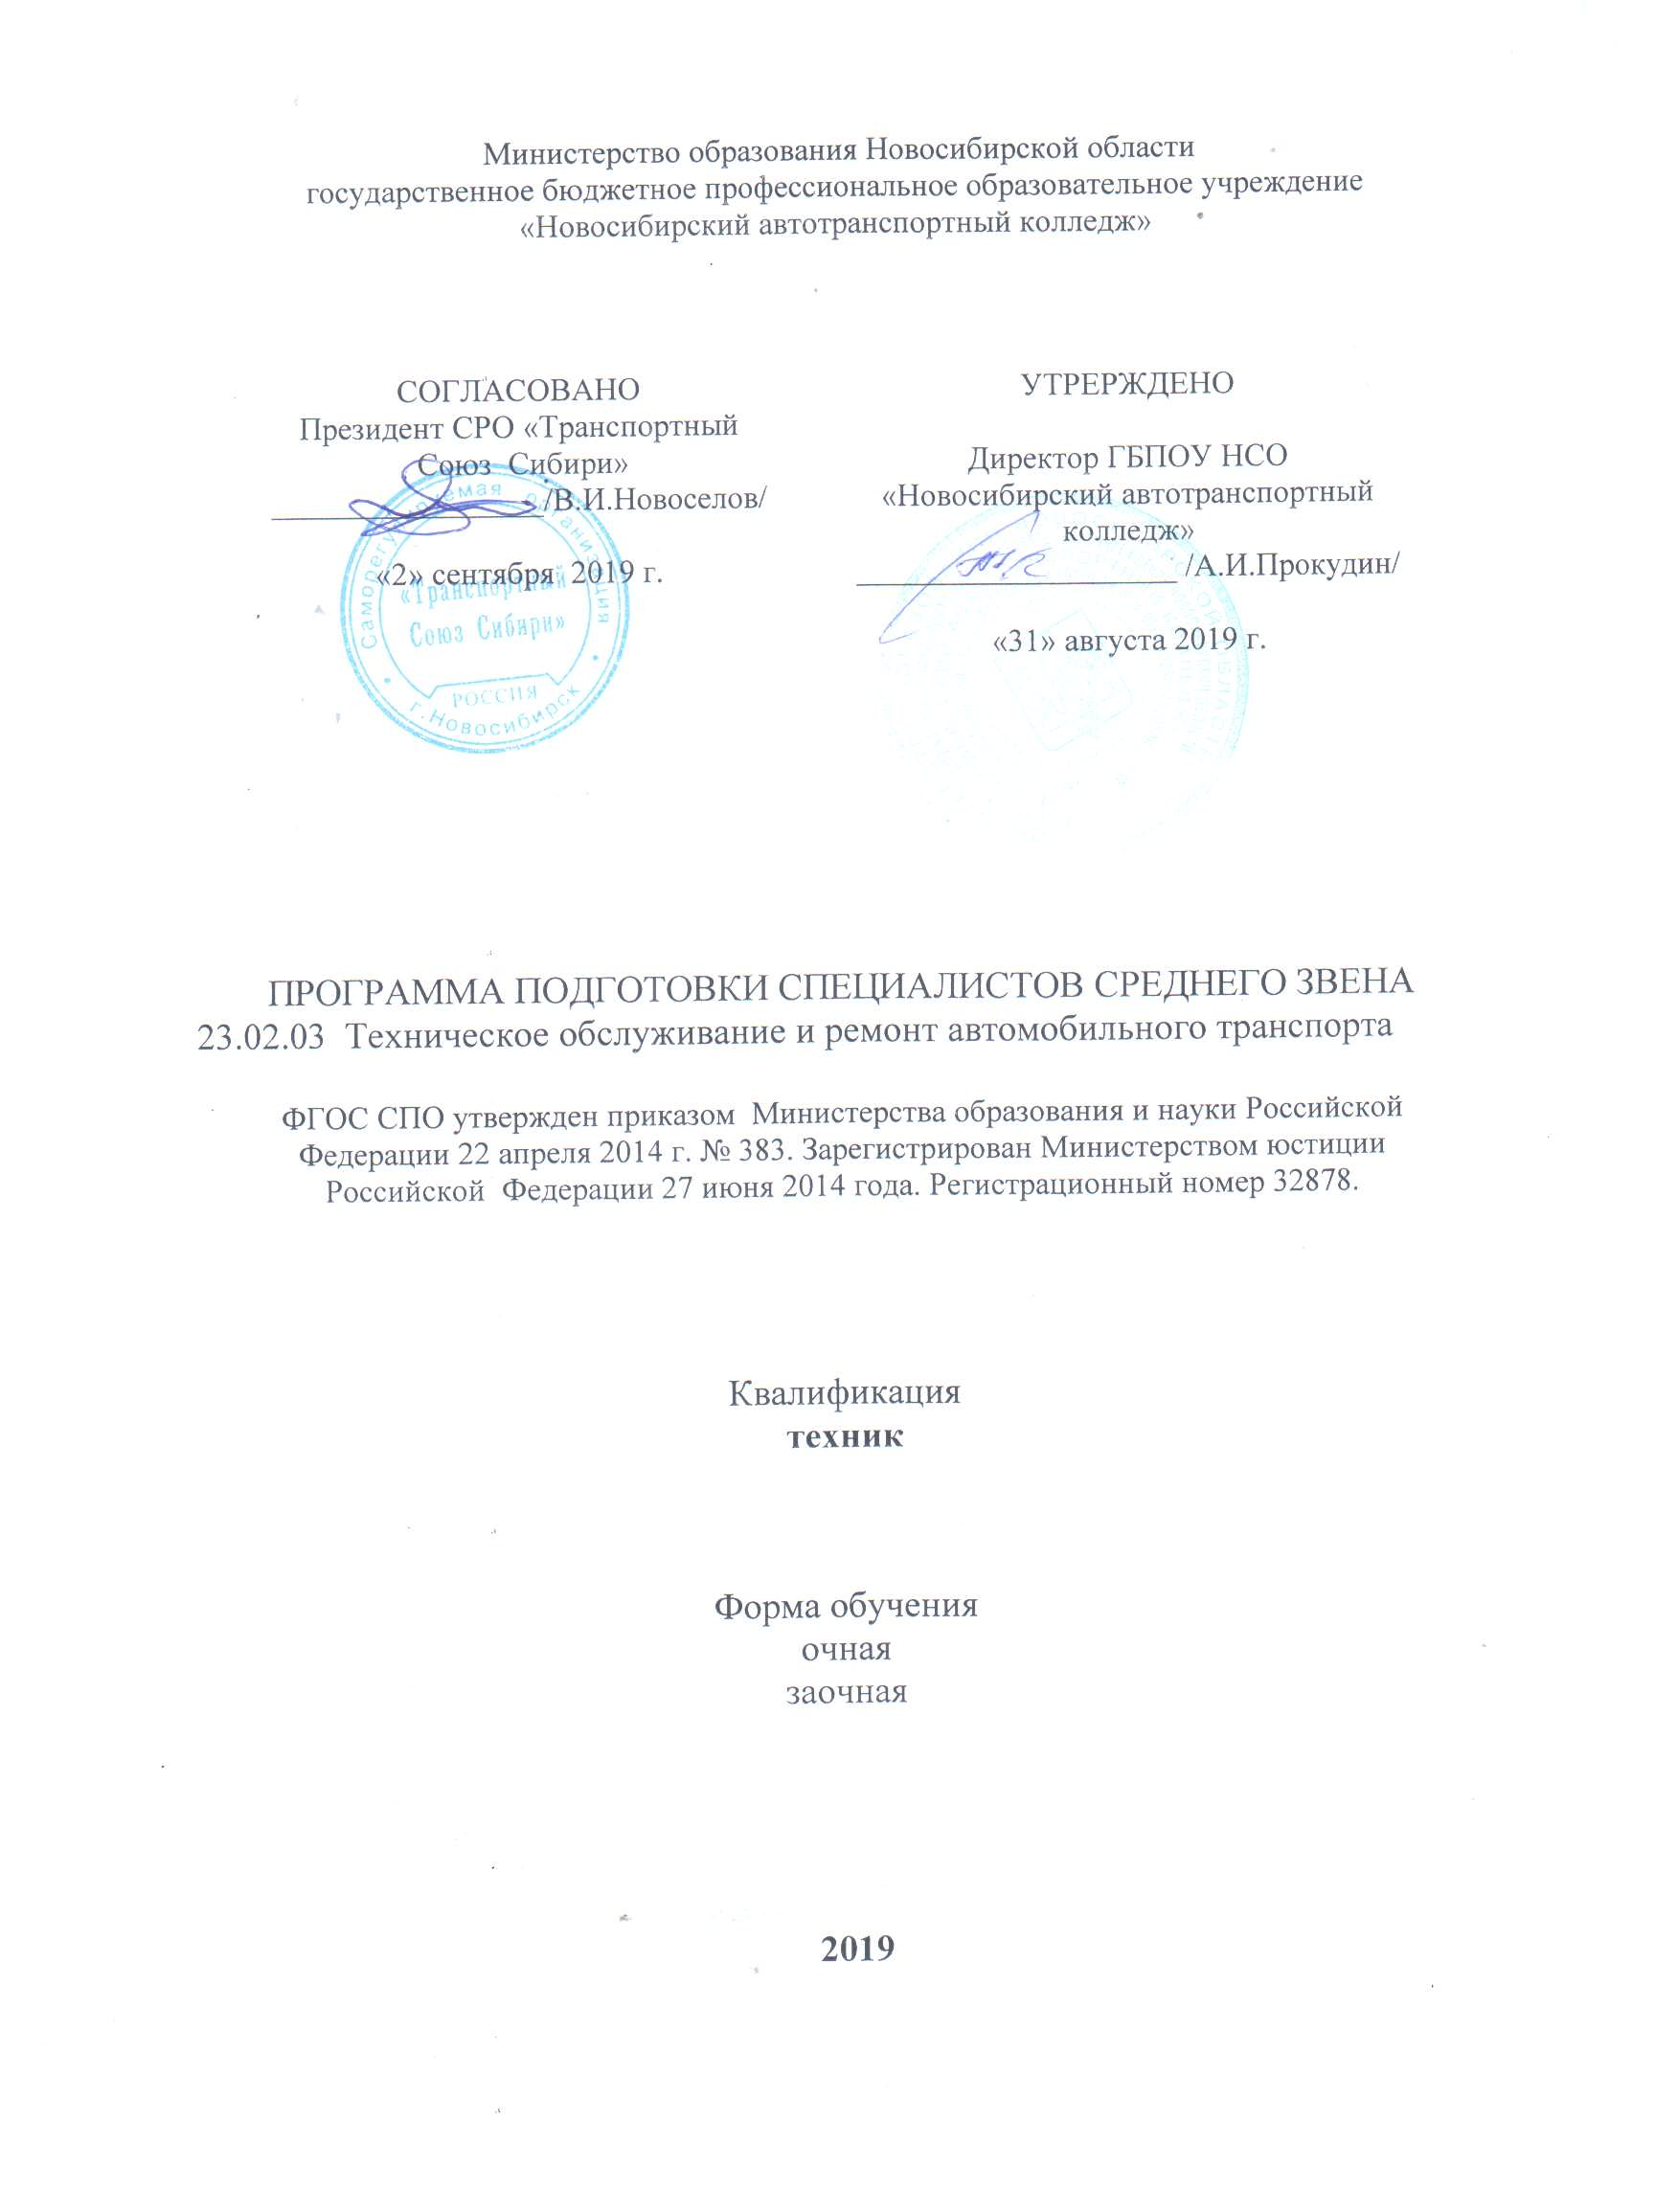 Министерство образования Новосибирской области
государственное бюджетное профессиональное образовательное учреждение
«Новосибирский автотранспортный колледж»
СОГЛАСОВАНО
Президент СРО «Транспортный
Союз Сибири»
/В.И.Новоселов/
«2» сентября 2019 г.
Саморегулируемая организация
«Транспортный
Союз Сибири»
РОССИЯ
г.Новосибирск
УТРЕРЖДЕНО
Директор ГБПОУ НСО
«Новосибирский автотранспортный
колледж»
/А.И.Прокудин/
«31» августа 2019 г.
ПРОГРАММА ПОДГОТОВКИ СПЕЦИАЛИСТОВ СРЕДНЕГО ЗВЕНА
23.02.03 Техническое обслуживание и ремонт автомобильного транспорта
ФГОС СПО утвержден приказом Министерства образования и науки Российской
Федерации 22 апреля 2014 г. № 383. Зарегистрирован Министерством юстиции
Российской Федерации 27 июня 2014 года. Регистрационный номер 32878.
Квалификация
техник
Форма обучения
очная
заочная
2019